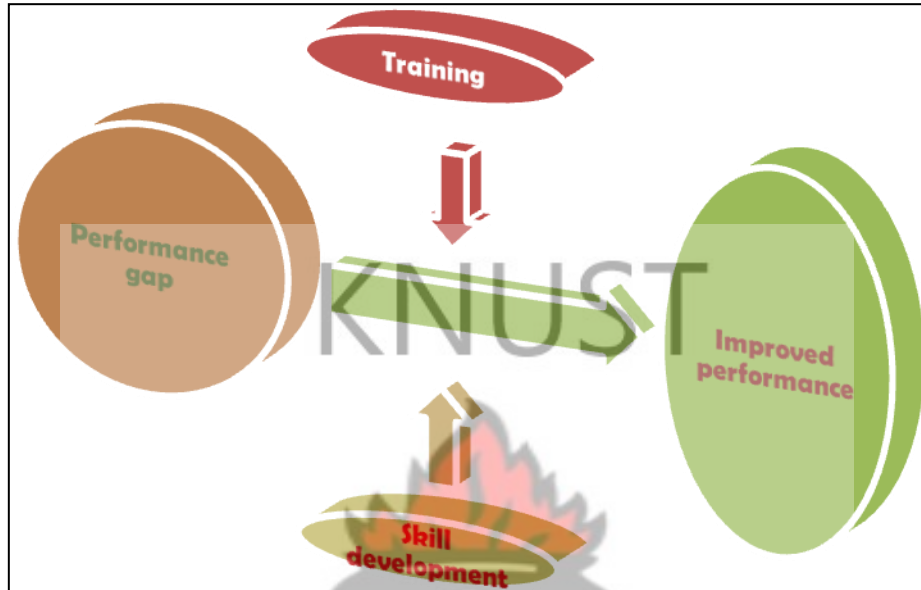 Training
Performance
gap
KNUST
Improved
performance
Skill
development